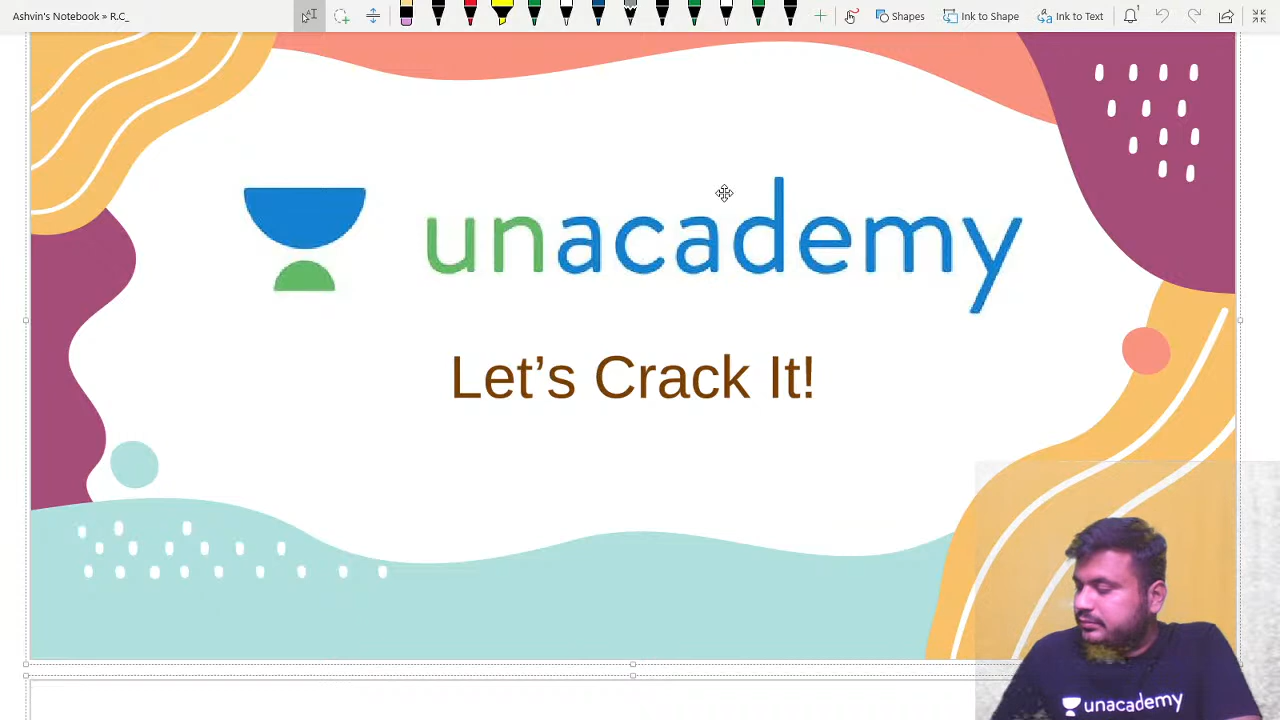 Ashvin's Notebook » R.C_
Shapes
Ink to Shape
Ink to Text
unacademy
Let's Crack It!
unacademy